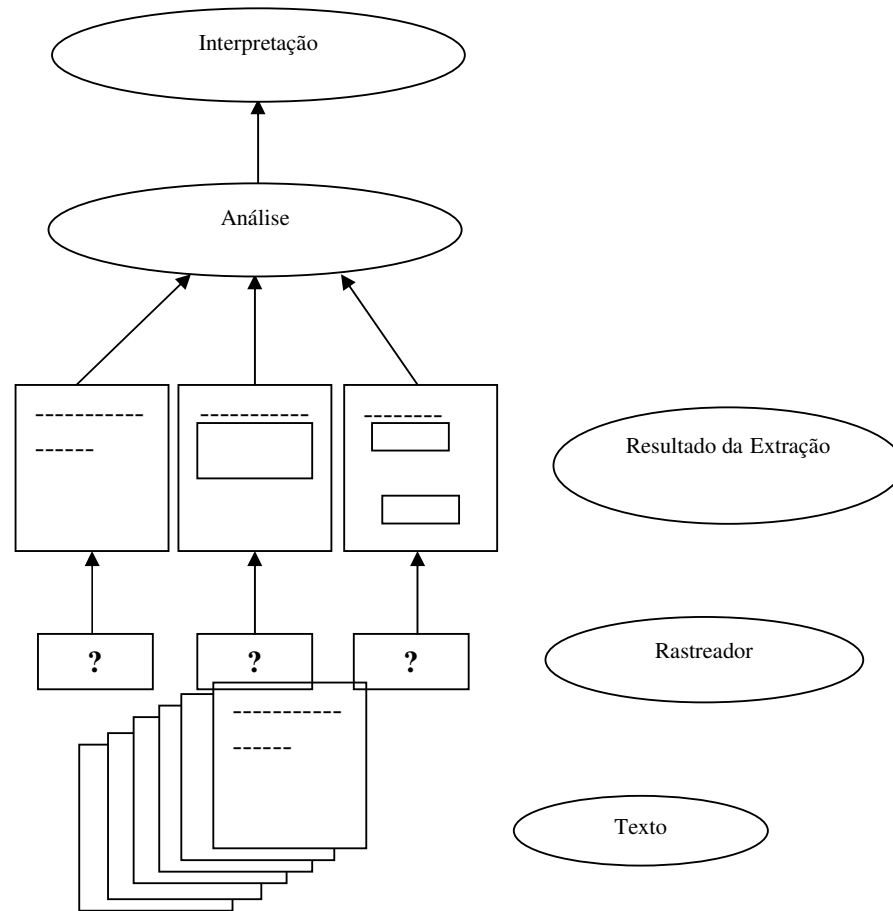 Interpretação
Análise
Resultado da Extração
? ? ? Rastreador
Texto